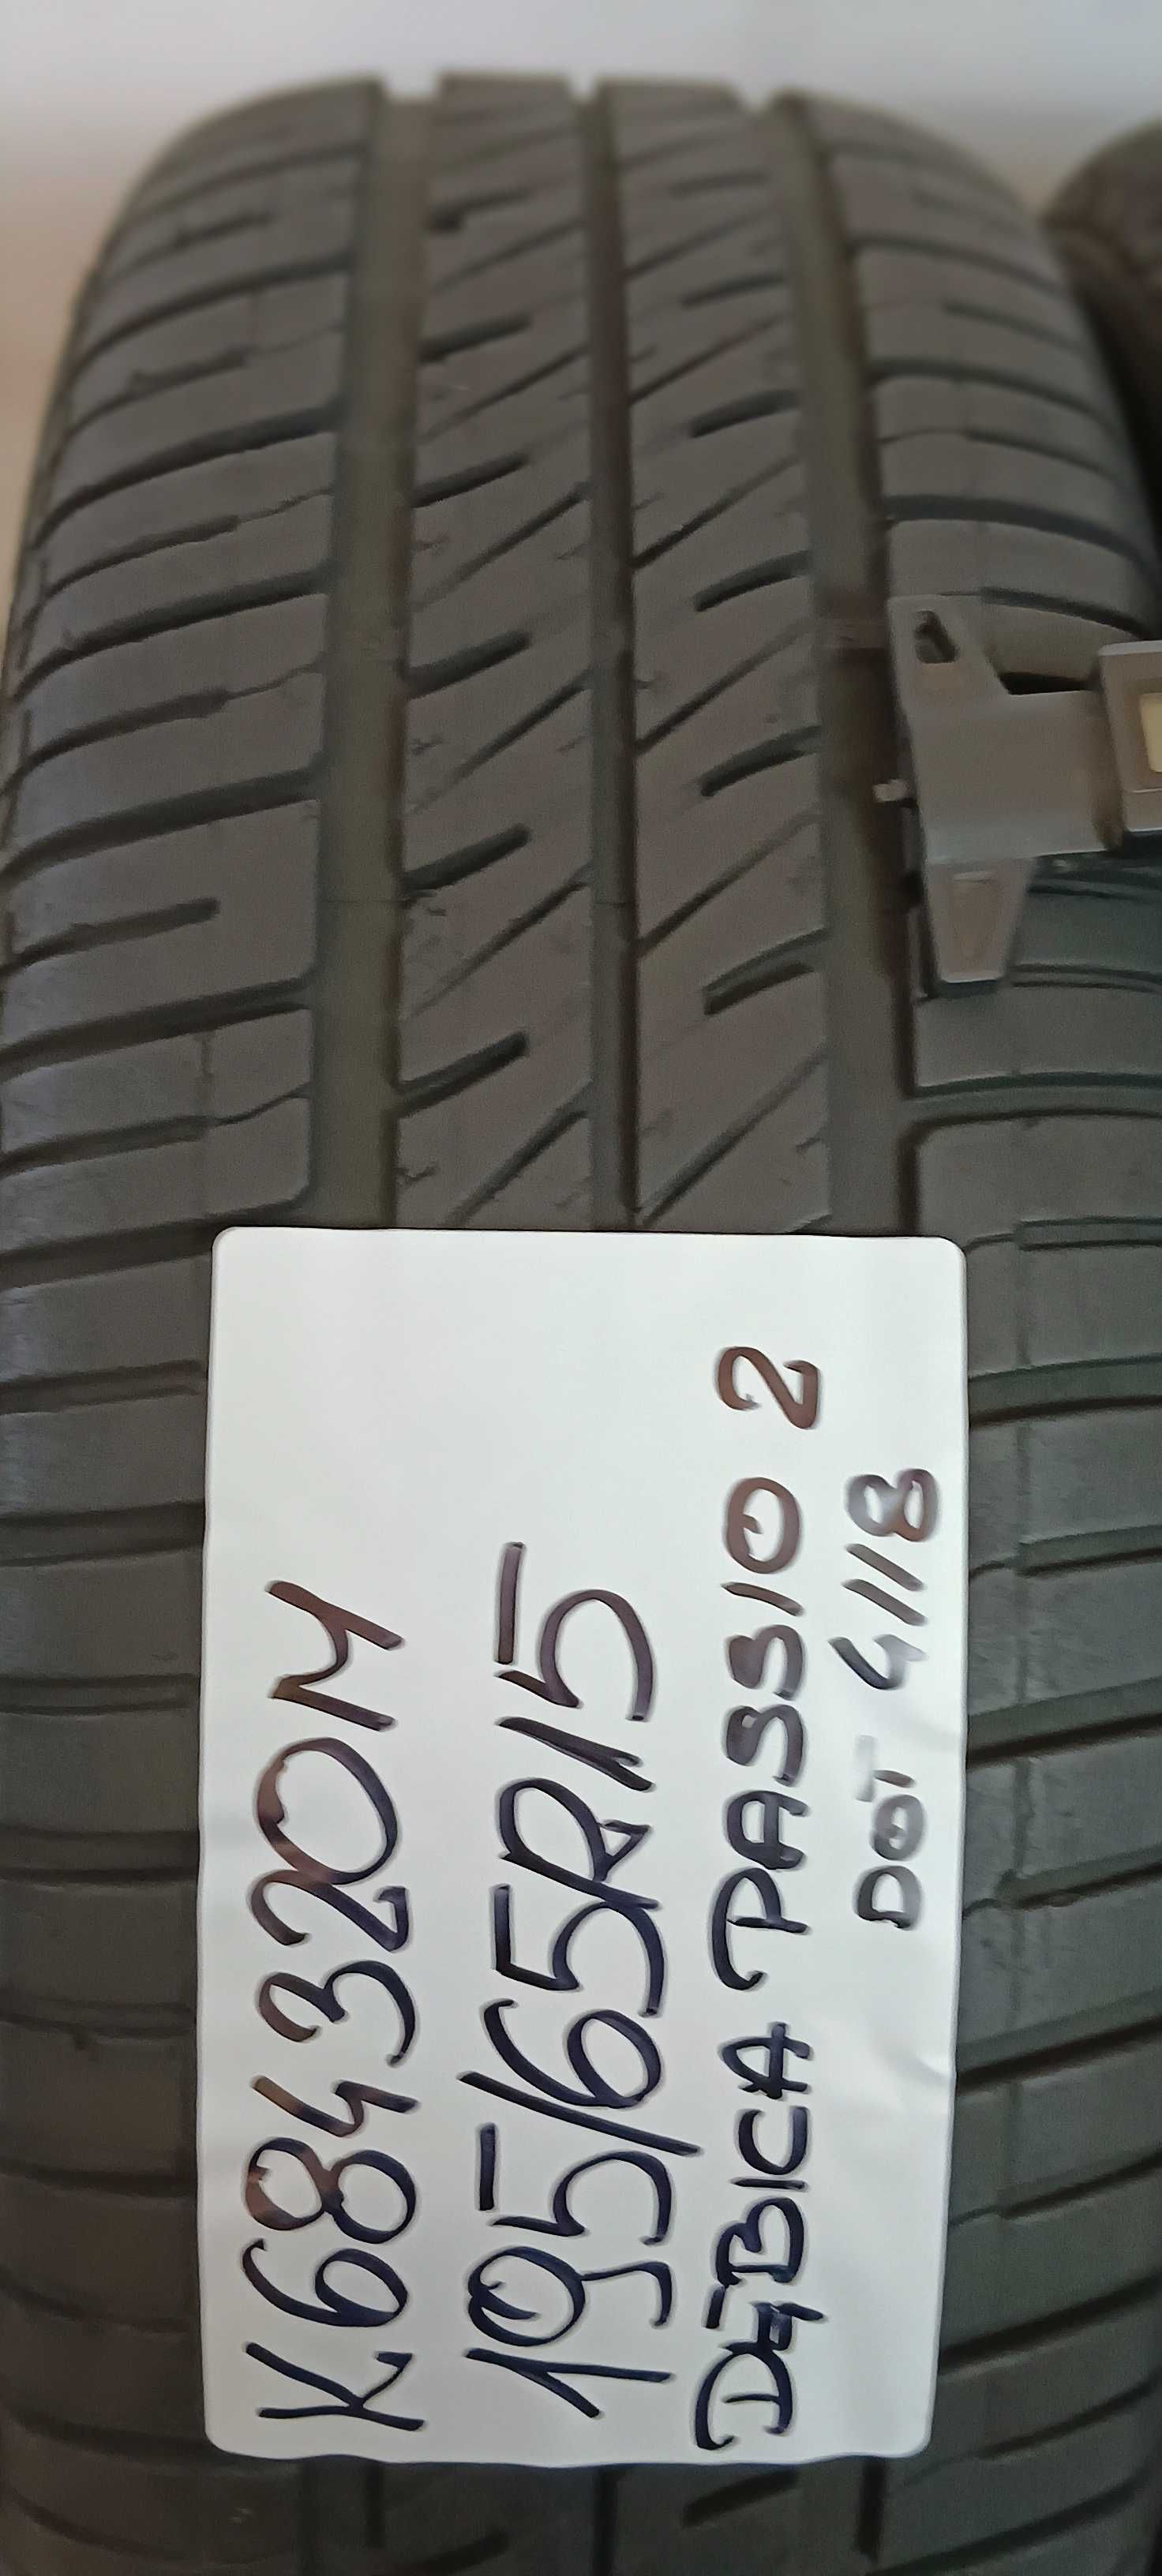 K684320M
195/65R15
DĘBICA PASSIO 2
DOT 4118